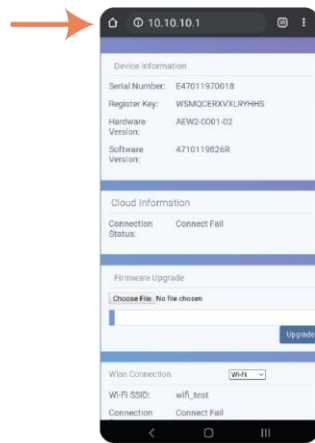 10.10.10.1
Device Information
Serial Number: E47011970018
Register Key: WSMQCERXVXLRYHHS
Hardware Version: AEW2-0001-02
Software Version: 4710119826R
Cloud Information
Connection Status: Connect Fail
Firmware Upgrade
Choose File No file chosen
Upgrade
Wlan Connection Wi-Fi
Wi-Fi SSID: wifi_test
Connection Connect Fail